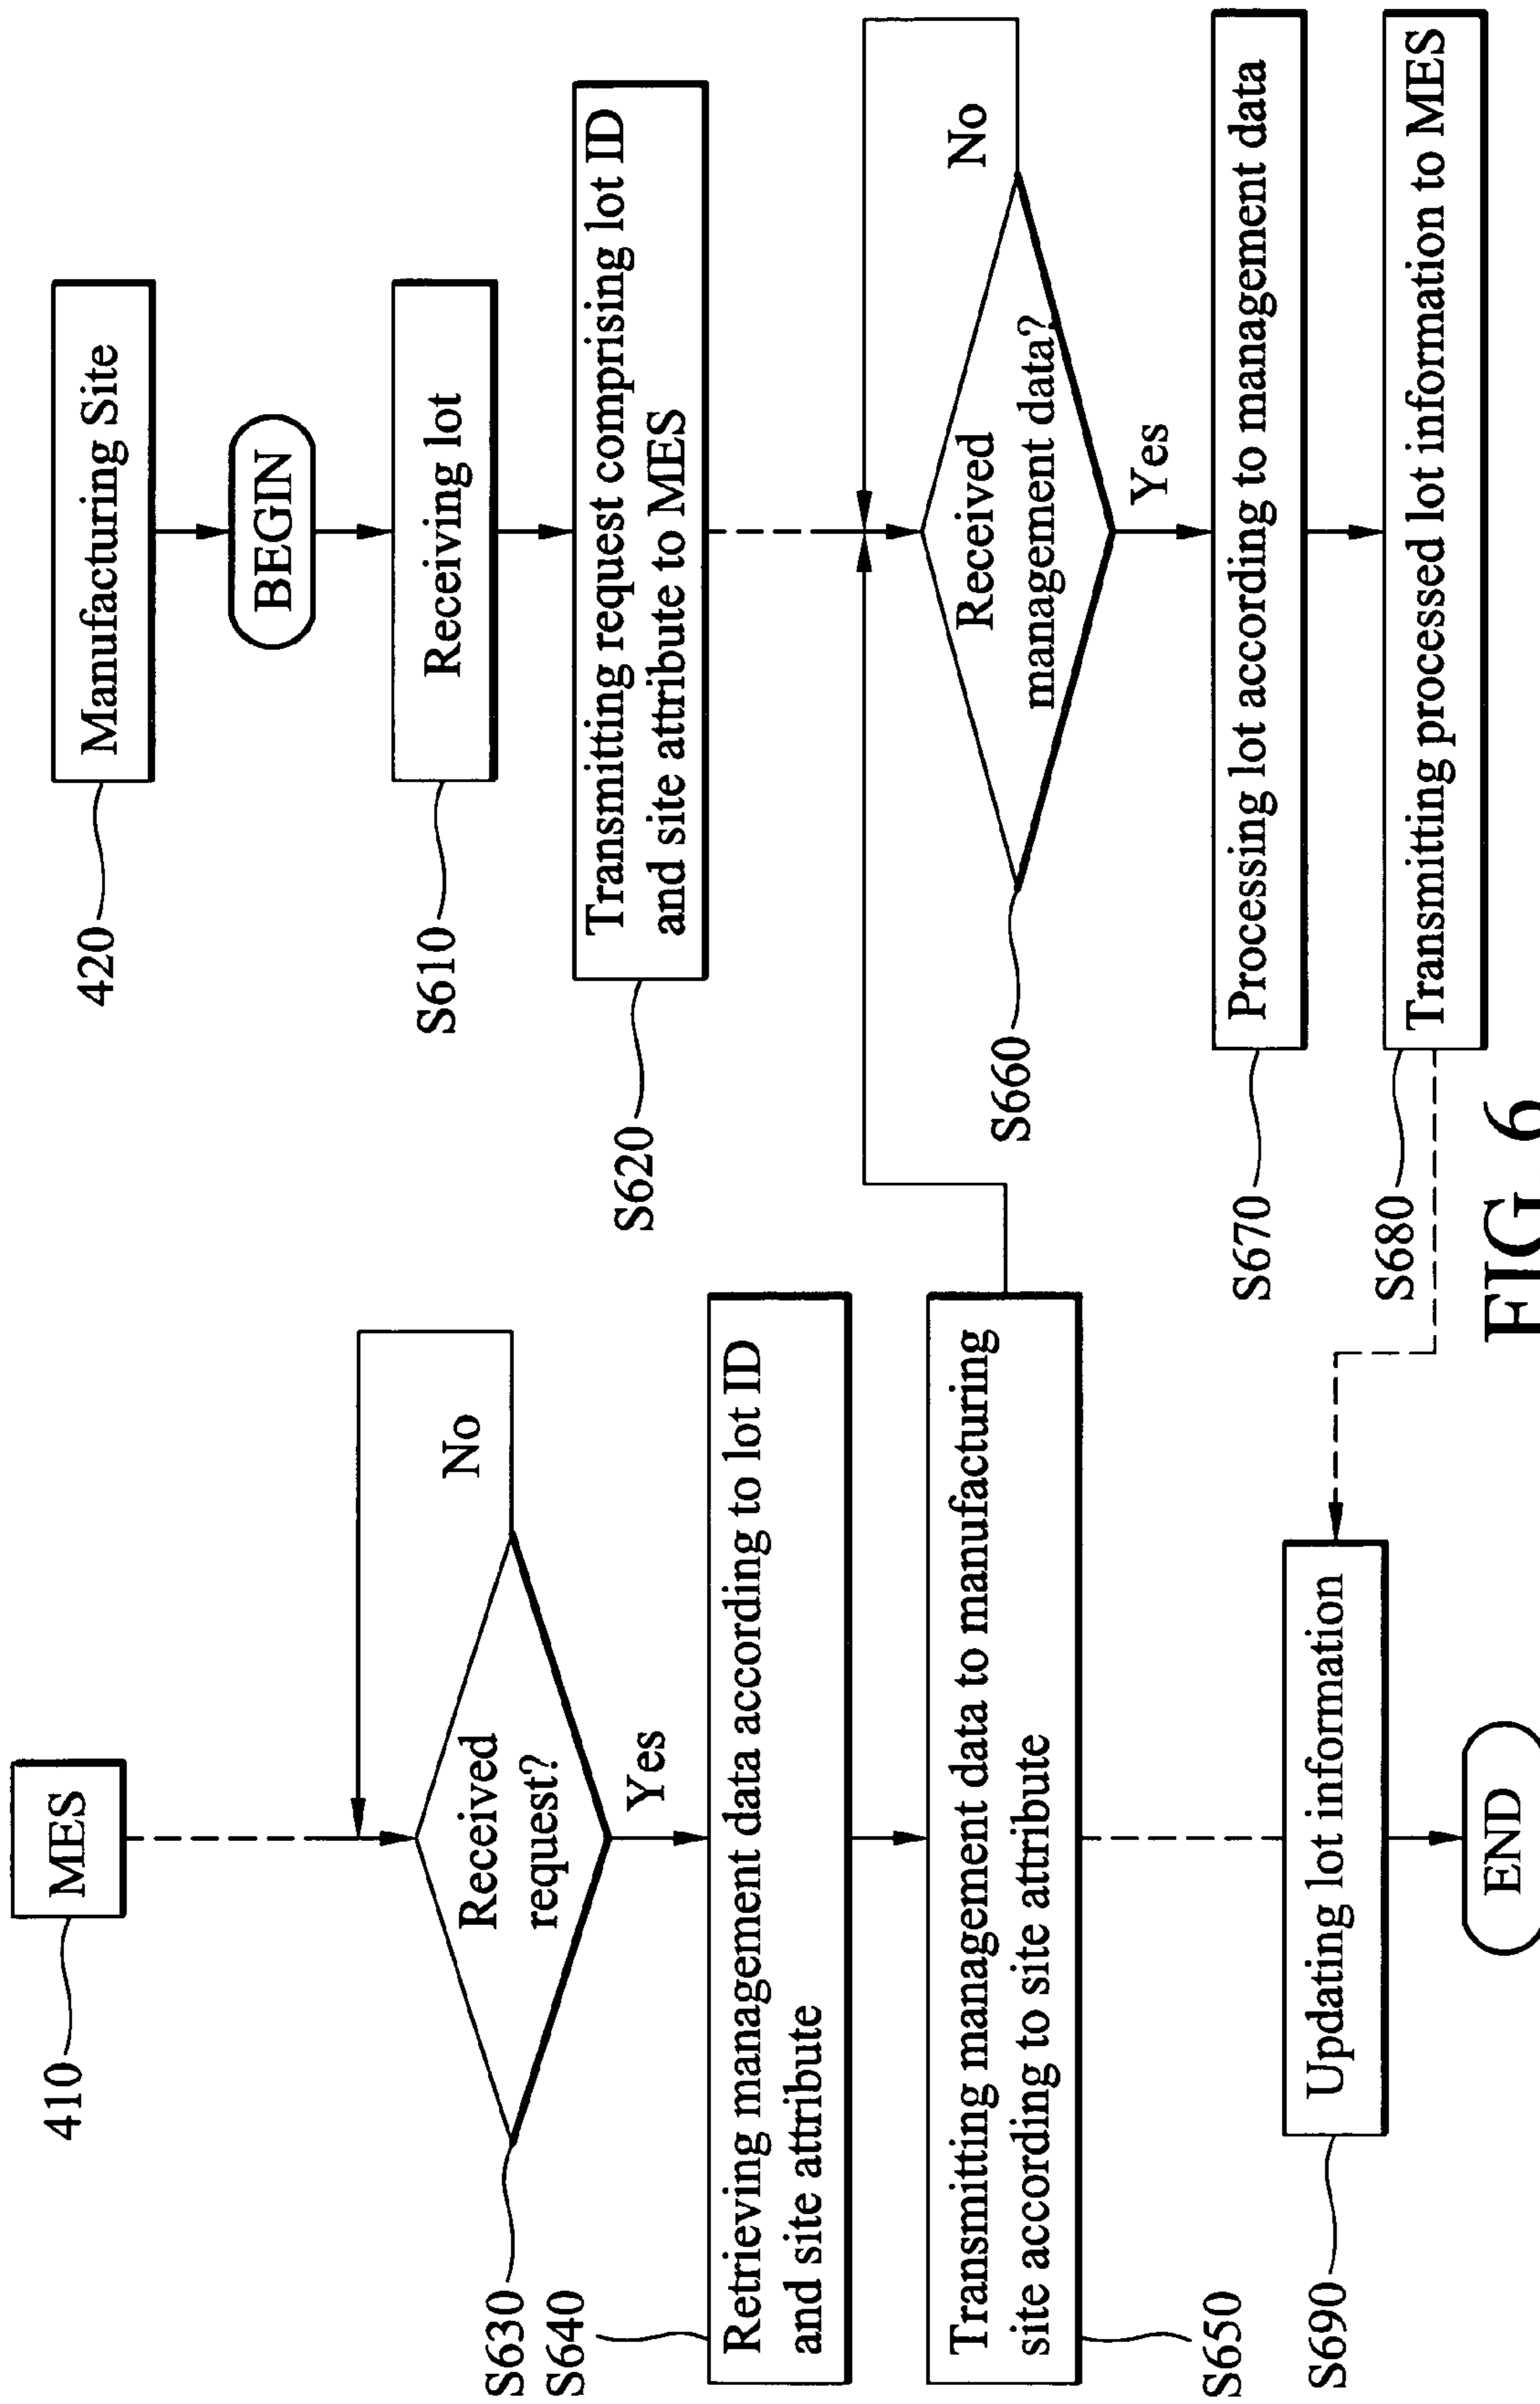 MES
410
Received
request?
No
Yes
S630
Retrieving management data according to lot ID
and site attribute
S640
Transmitting management data to manufacturing
site according to site attribute
S650
Updating lot information
S690
END
Manufacturing Site
420
BEGIN
Receiving lot
S610
Transmitting request comprising lot ID
and site attribute to MES
S620
Received
management data?
No
Yes
S660
Processing lot according to management data
S670
Transmitting processed lot information to MES
S680
FIG. 6